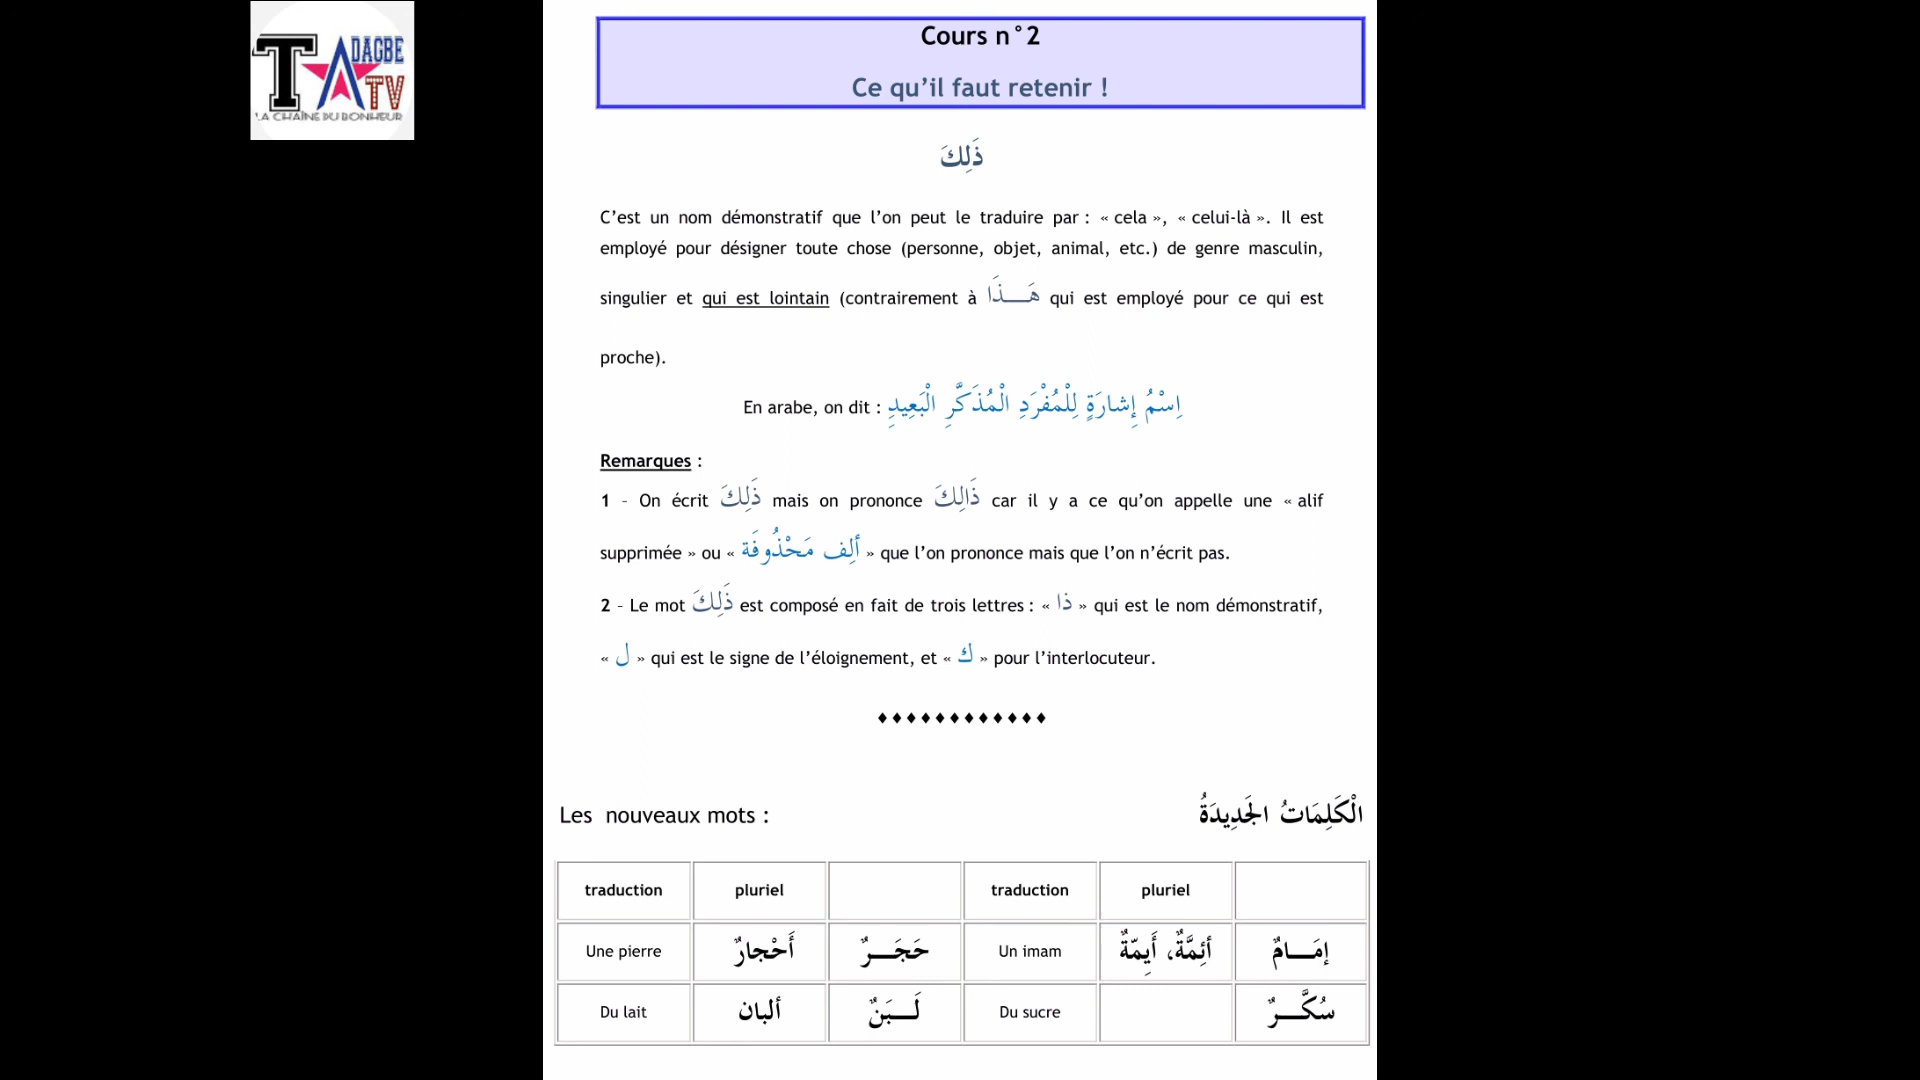 T ADAGBE TV
LA CHAÎNE DU BONHEUR
Cours n°2
Ce qu’il faut retenir !
ذَلِكَ
C’est un nom démonstratif que l’on peut le traduire par : « cela », « celui-là ». Il est
employé pour désigner toute chose (personne, objet, animal, etc.) de genre masculin,
singulier et qui est lointain (contrairement à هَـــذَا qui est employé pour ce qui est
proche).
En arabe, on dit : اِسْمُ إِشارَةٍ لِلْمُفْرَدِ الْمُذَكَّرِ الْبَعِيدِ
Remarques :
1 – On écrit ذَلِكَ mais on prononce ذَالِكَ car il y a ce qu’on appelle une « alif
supprimée » ou « ألِف مَحْذُوفَة » que l’on prononce mais que l’on n’écrit pas.
2 – Le mot ذَلِكَ est composé en fait de trois lettres : « ذا » qui est le nom démonstratif,
« ل » qui est le signe de l’éloignement, et « ك » pour l’interlocuteur.
♦♦♦♦♦♦♦♦♦♦♦♦
Les nouveaux mots : الْكَلِمَاتُ الجَدِيدَةُ
traduction pluriel traduction pluriel
Une pierre أَحْجارٌ حَجَـــرٌ Un imam أئِمَّةٌ، أَيِمّةٌ إمَـــامٌ
Du lait ألبان لَـــبَنٌ Du sucre سُكَّـــرٌ